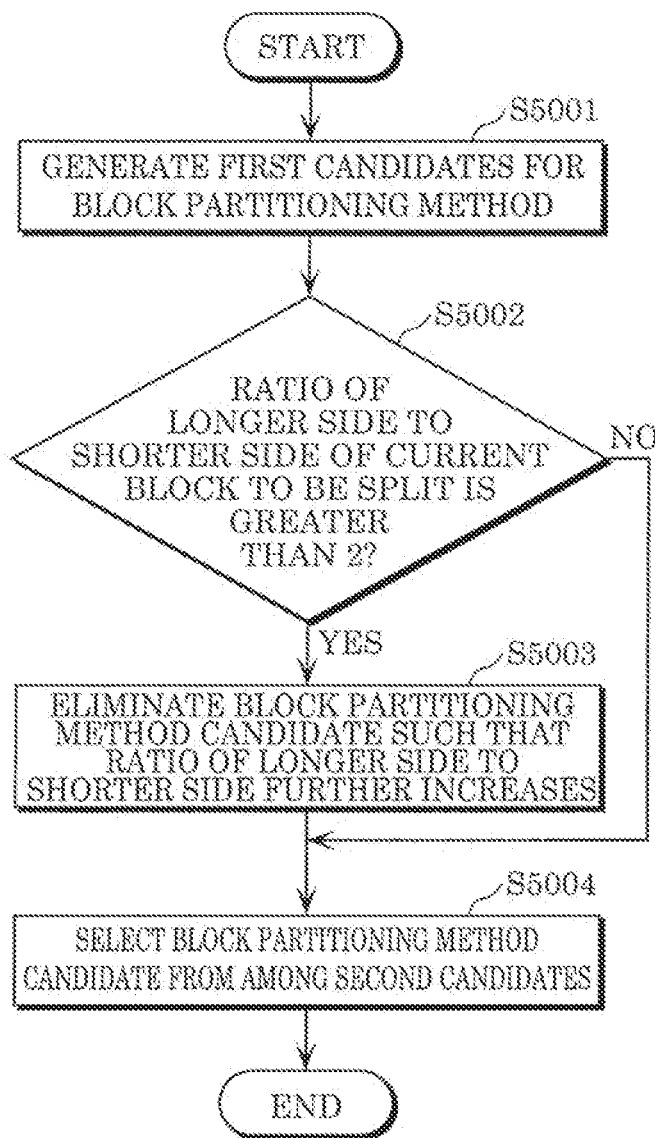 START
S5001
GENERATE FIRST CANDIDATES FOR
BLOCK PARTITIONING METHOD
S5002
RATIO OF
LONGER SIDE TO
SHORTER SIDE OF CURRENT
BLOCK TO BE SPLIT IS
GREATER
THAN 2?
NO
YES
S5003
ELIMINATE BLOCK PARTITIONING
METHOD CANDIDATE SUCH THAT
RATIO OF LONGER SIDE TO
SHORTER SIDE FURTHER INCREASES
S5004
SELECT BLOCK PARTITIONING METHOD
CANDIDATE FROM AMONG SECOND CANDIDATES
END